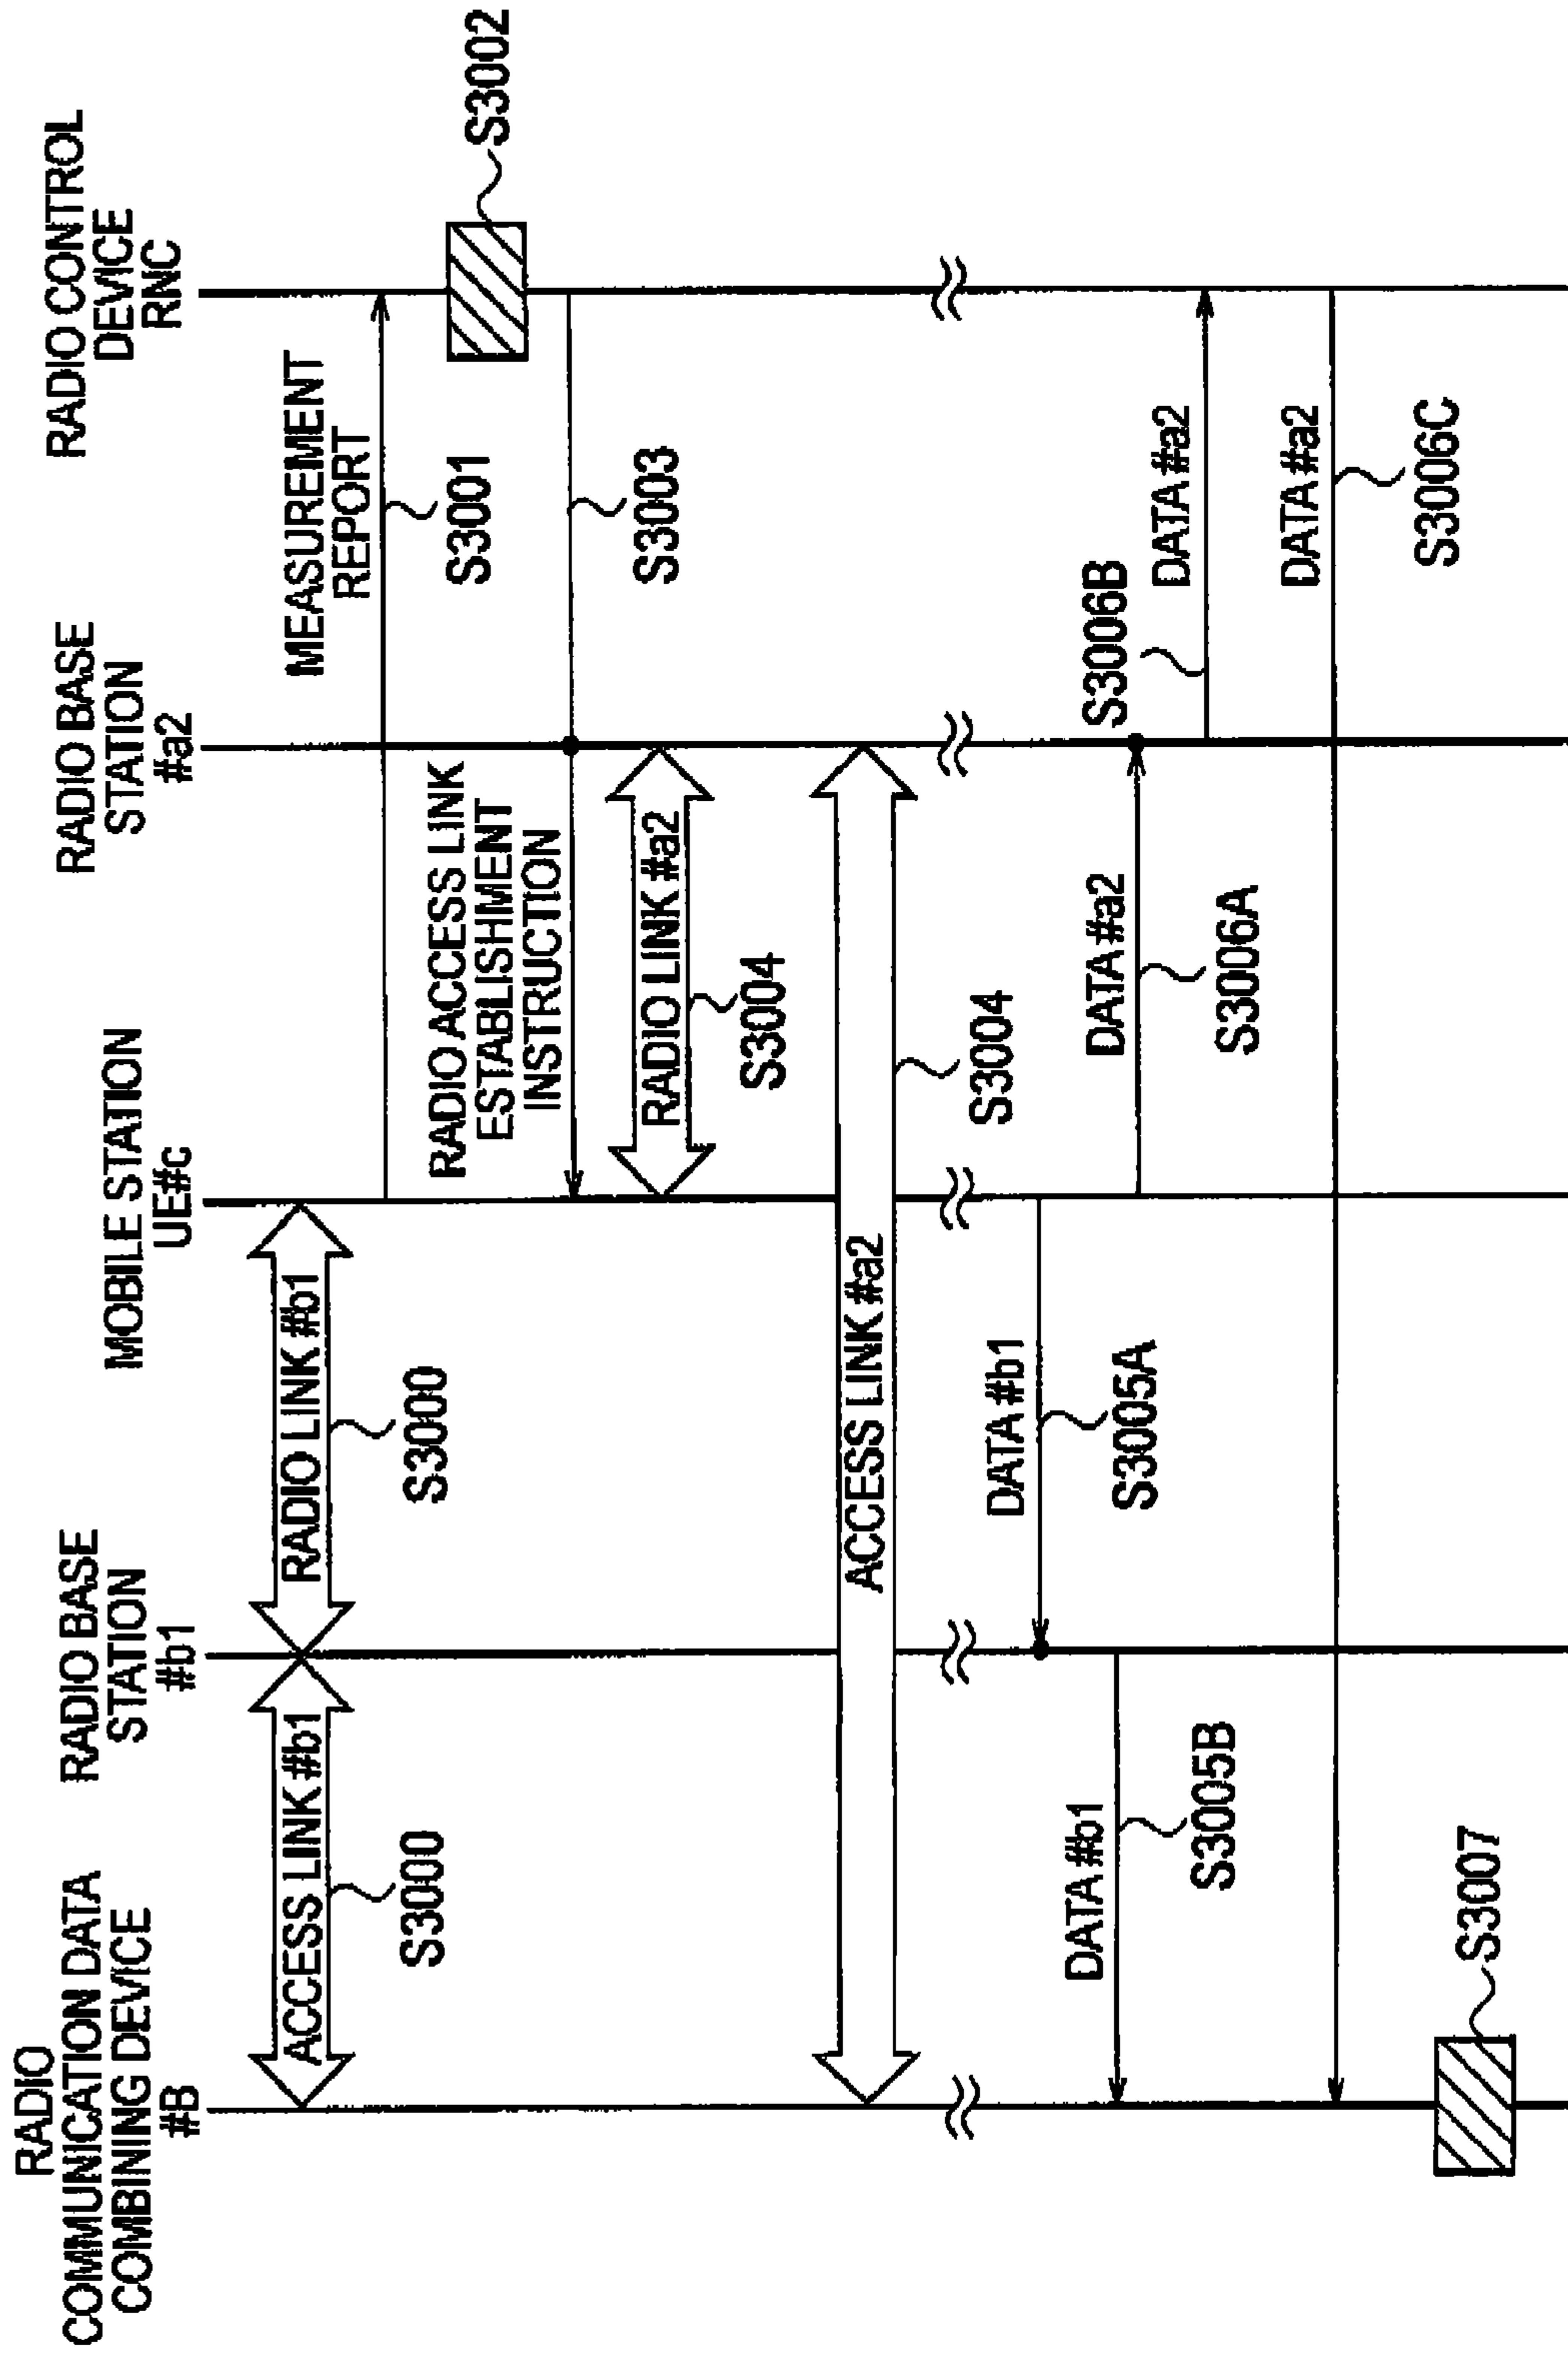 RADIO
COMMUNICATION DATA
COMBINING DEVICE
#B
RADIO BASE
STATION
#b1
MOBILE STATION
UE#c
RADIO BASE
STATION
#a2
RADIO CONTROL
DEVICE
RNC
ACCESS LINK #b1
S3000
RADIO LINK #b1
S3000
MEASUREMENT
REPORT
S3001
S3002
RADIO ACCESS LINK
ESTABLISHMENT
INSTRUCTION
S3003
RADIO LINK #a2
S3004
ACCESS LINK #a2
S3004
DATA #b1
S3005A
DATA #b1
S3005B
DATA #a2
S3006A
S3006B
DATA #a2
DATA #a2
S3006C
S3007